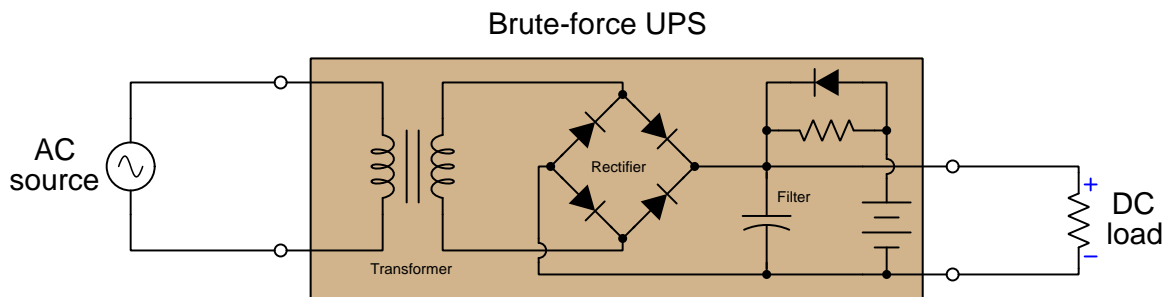 Brute-force UPS
AC
source
Transformer
Rectifier
Filter
+
-
DC
load